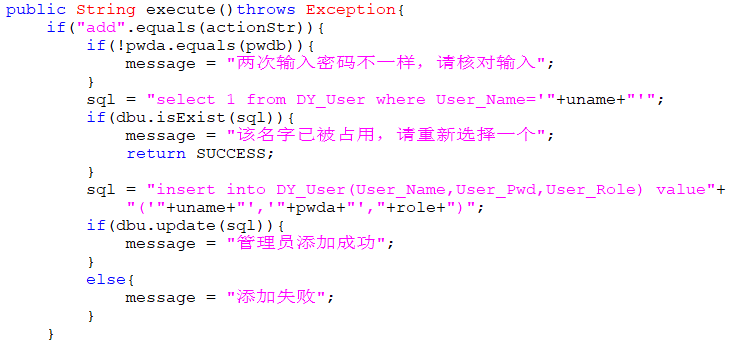 public String execute()throws Exception{
    if("add".equals(actionStr)){
        if(!pwda.equals(pwdb)){
            message = "两次输入密码不一样，请核对输入";
        }
        sql = "select 1 from DY_User where User_Name='"+uname+"'";
        if(dbu.isExist(sql)){
            message = "该名字已被占用，请重新选择一个";
            return SUCCESS;
        }
        sql = "insert into DY_User(User_Name,User_Pwd,User_Role) value"+
            "('"+uname+"','"+pwda+"',"+role+")";
        if(dbu.update(sql)){
            message = "管理员添加成功";
        }
        else{
            message = "添加失败";
        }
    }